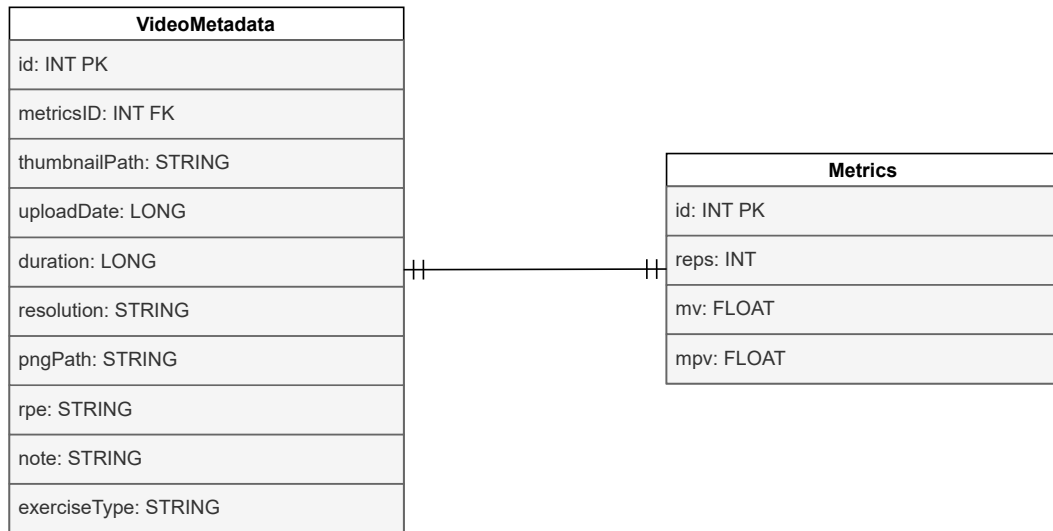 VideoMetadata
id: INT PK
metricsID: INT FK
thumbnailPath: STRING
uploadDate: LONG
duration: LONG
resolution: STRING
pngPath: STRING
rpe: STRING
note: STRING
exerciseType: STRING
Metrics
id: INT PK
reps: INT
mv: FLOAT
mpv: FLOAT